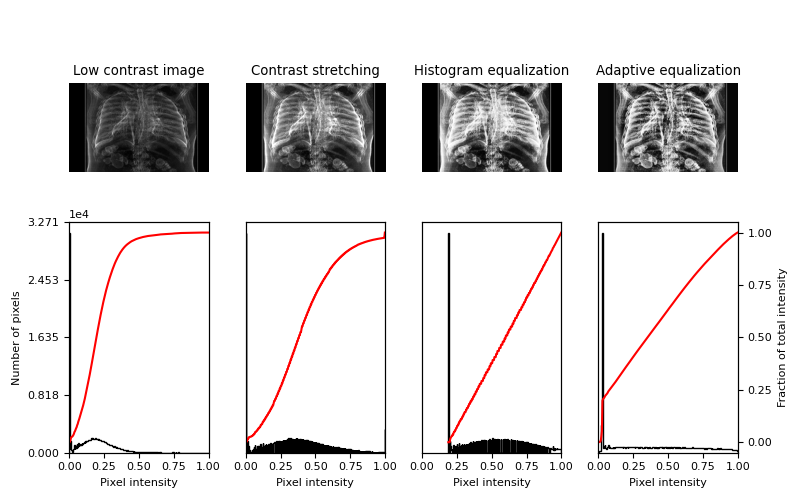 Low contrast image
Contrast stretching
Histogram equalization
Adaptive equalization
1e4
3.271
2.453
1.635
0.818
0.000
Number of pixels
0.00 0.25 0.50 0.75 1.00
Pixel intensity
0.00 0.25 0.50 0.75 1.00
Pixel intensity
0.00 0.25 0.50 0.75 1.00
Pixel intensity
0.00 0.25 0.50 0.75 1.00
Pixel intensity
1.00
0.75
0.50
0.25
0.00
Fraction of total intensity